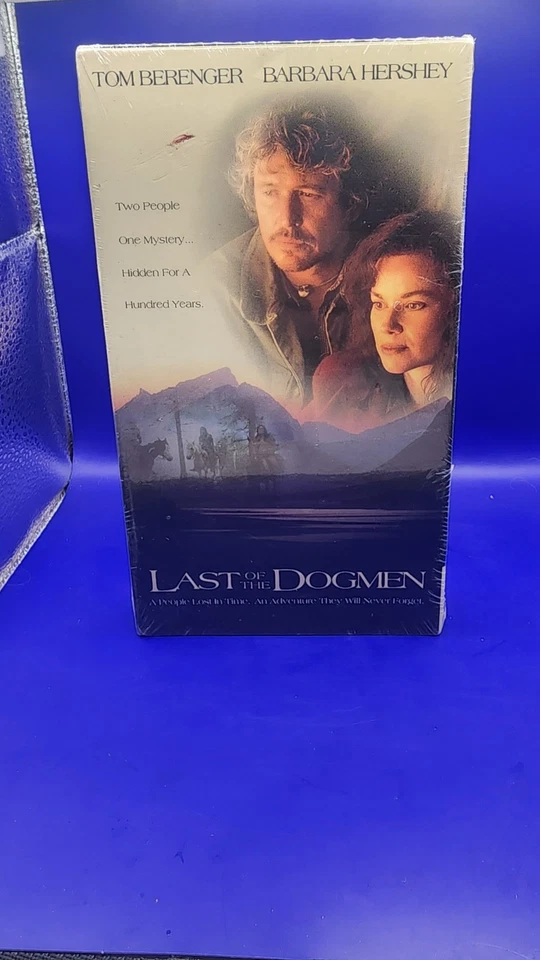 TOM BERENGER BARBARA HERSHEY
Two People
One Mystery...
Hidden For A
Hundred Years.
LAST OF THE DOGMEN
A People Lost In Time. An Adventure They Will Never Forget.